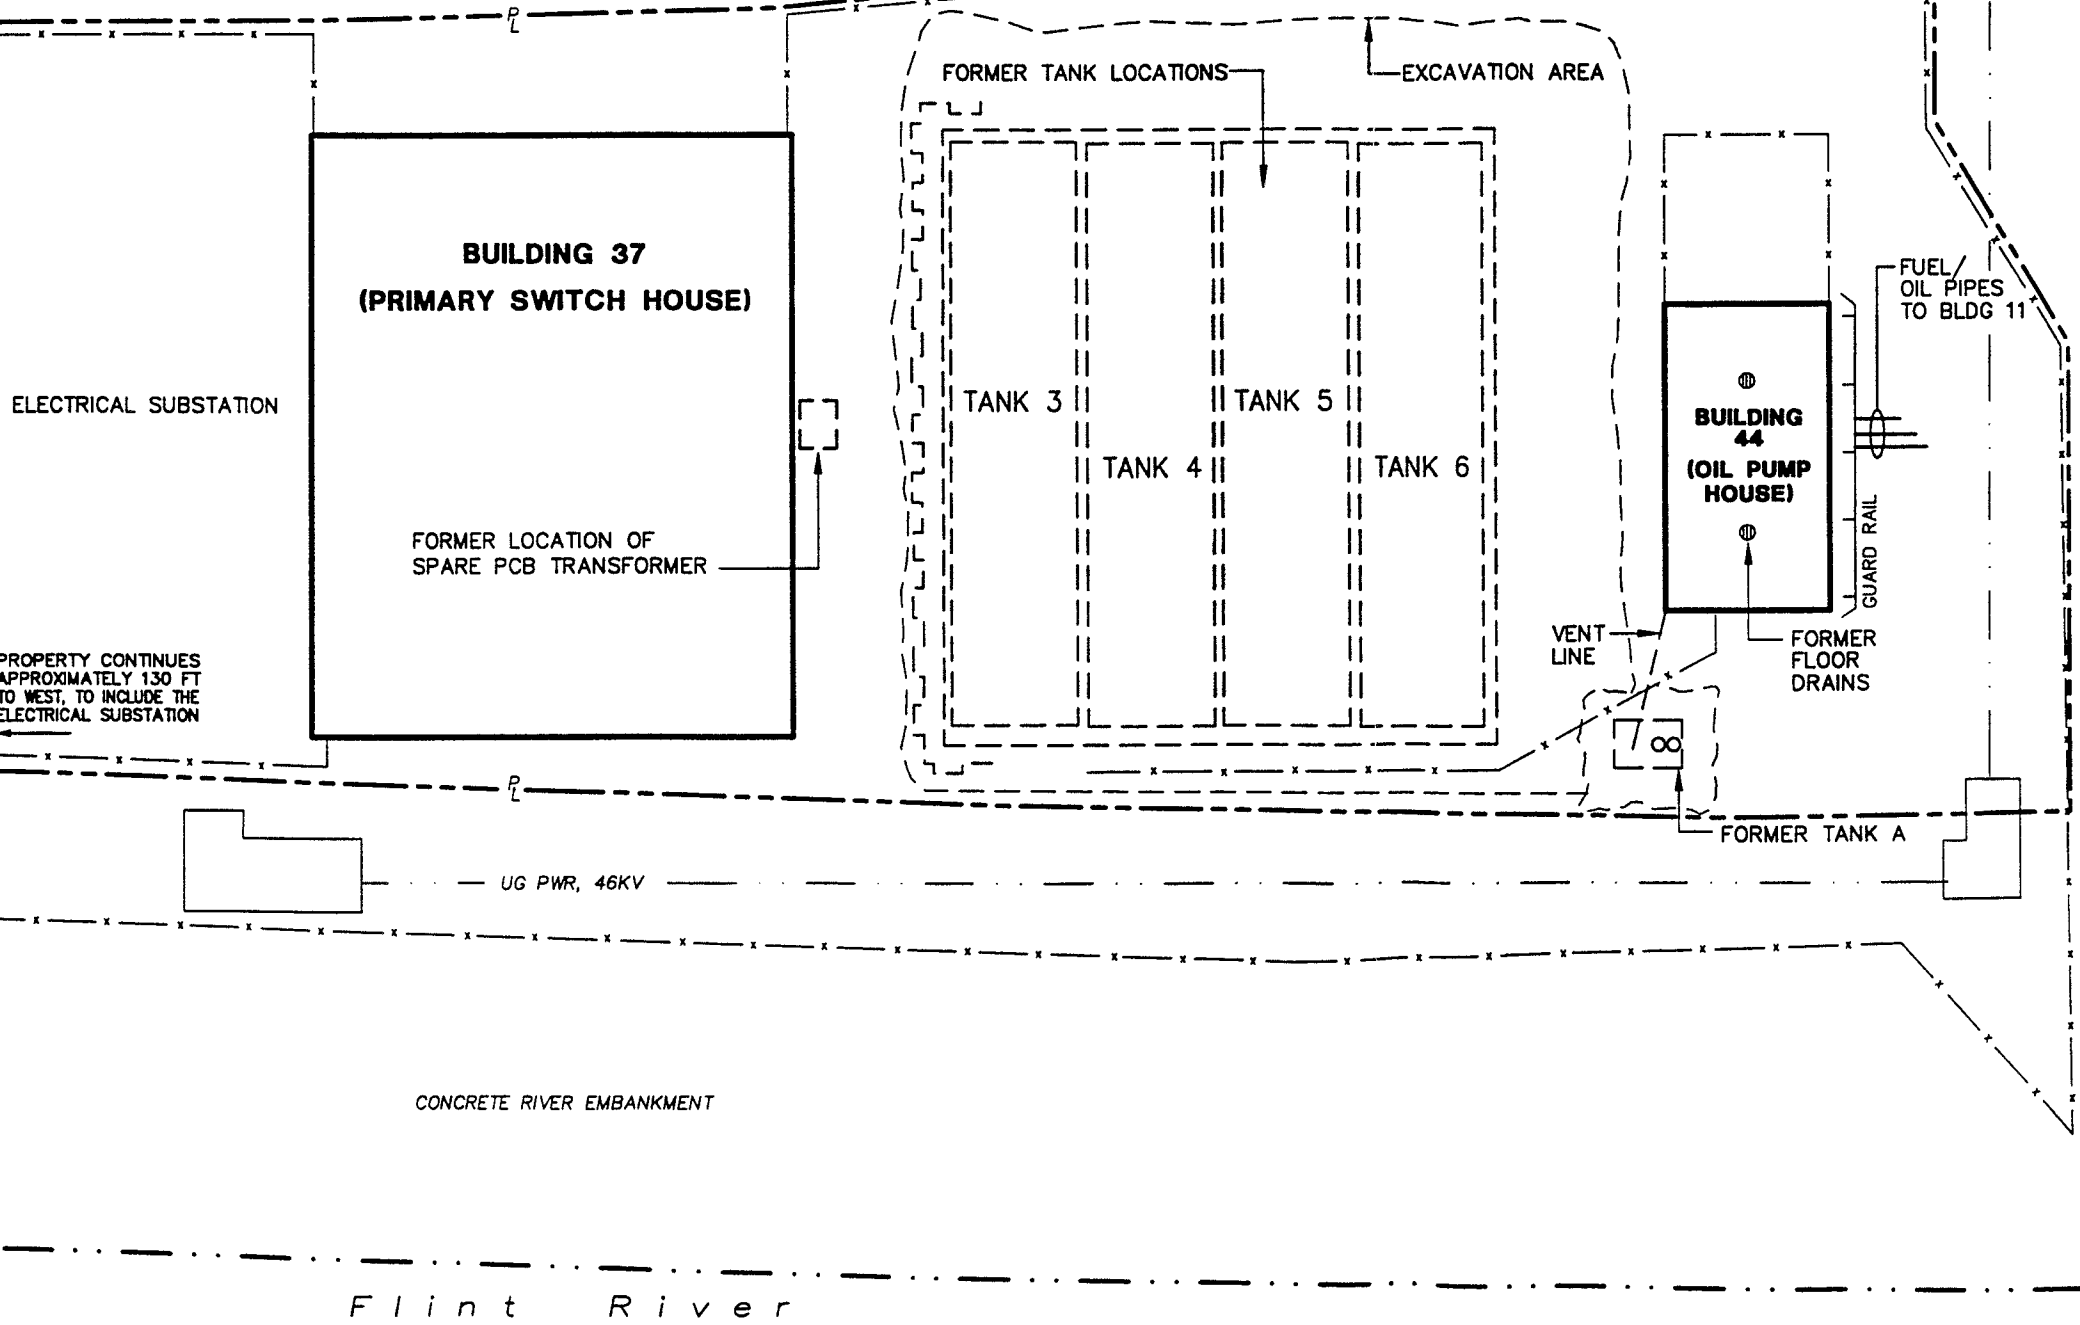 PL
FORMER TANK LOCATIONS
EXCAVATION AREA
BUILDING 37
(PRIMARY SWITCH HOUSE)
FUEL/
OIL PIPES
TO BLDG 11
ELECTRICAL SUBSTATION
TANK 3
TANK 4
TANK 5
TANK 6
BUILDING
44
(OIL PUMP
HOUSE)
GUARD RAIL
FORMER LOCATION OF
SPARE PCB TRANSFORMER
VENT
LINE
FORMER
FLOOR
DRAINS
PROPERTY CONTINUES
APPROXIMATELY 130 FT
TO WEST, TO INCLUDE THE
ELECTRICAL SUBSTATION
PL
FORMER TANK A
UG PWR, 46KV
CONCRETE RIVER EMBANKMENT
Flint River